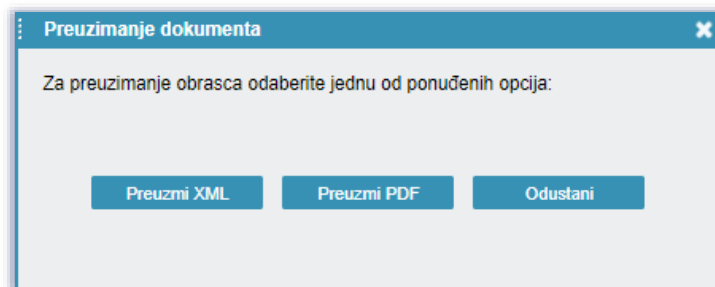 Preuzimanje dokumenta
Za preuzimanje obrasca odaberite jednu od ponuđenih opcija:
Preuzmi XML
Preuzmi PDF
Odustani